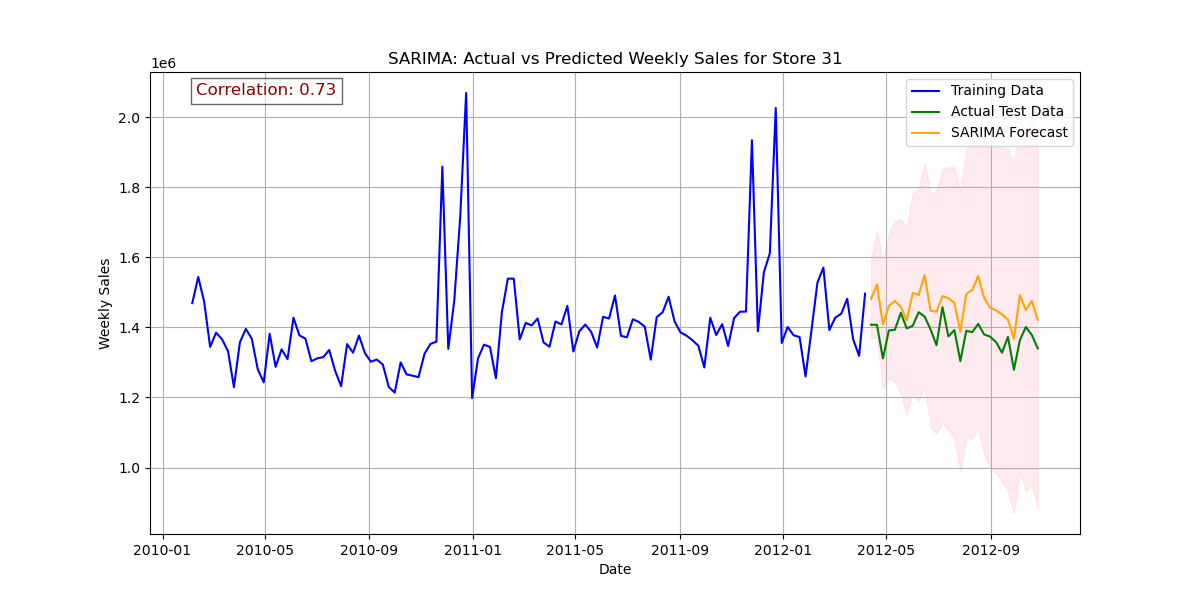 SARIMA: Actual vs Predicted Weekly Sales for Store 31
1e6
Correlation: 0.73
Training Data
Actual Test Data
SARIMA Forecast
2.0
1.8
1.6
1.4
1.2
1.0
Weekly Sales
2010-01 2010-05 2010-09 2011-01 2011-05 2011-09 2012-01 2012-05 2012-09
Date